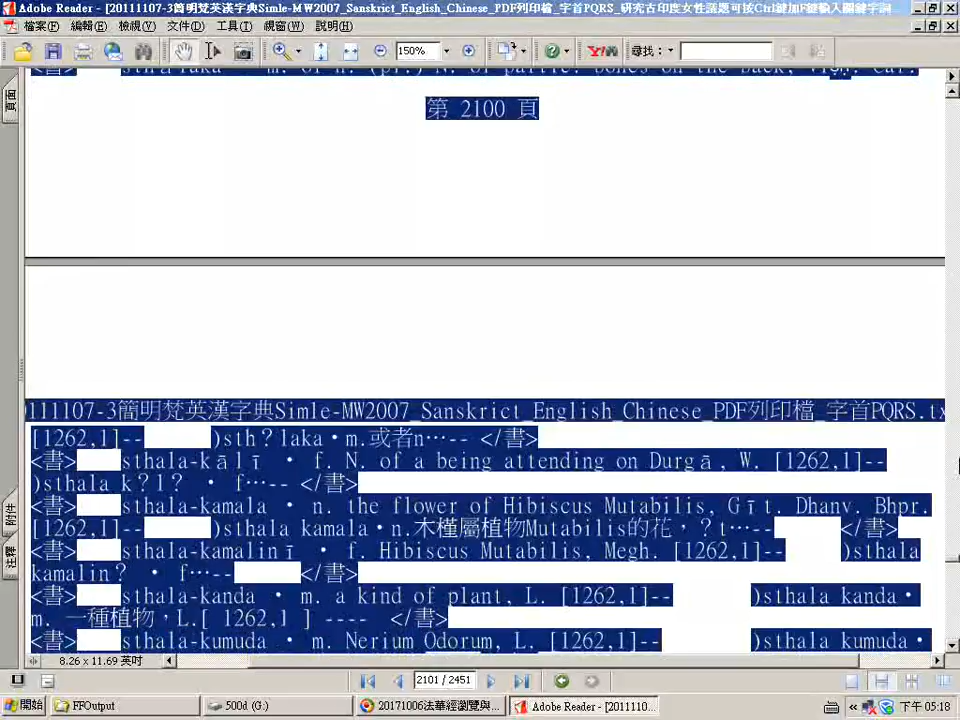 Adobe Reader - [20111107-3簡明梵英漢字典Simle-MW2007_Sanskrict_English_Chinese_PDF列印檔_字首PQRS_研究古印度女性議題可按Ctrl鍵加F鍵輸入關鍵字詞
檔案(F) 編輯(E) 檢視(V) 文件(D) 工具(T) 視窗(W) 說明(H)
150% 尋找:
頁面
第 2100 頁
)111107-3簡明梵英漢字典Simle-MW2007_Sanskrict_English_Chinese_PDF列印檔_字首PQRS.tx
[1262,1]-- )sth?laka‧m.或者n…-- </書>
<書> sthala-kālī ‧ f. N. of a being attending on Durgā, W. [1262,1]--
)sthala k?l? ‧ f…-- </書>
<書> sthala-kamala ‧ n. the flower of Hibiscus Mutabilis, Gīt. Dhanv. Bhpr.
[1262,1]-- )sthala kamala‧n.木槿屬植物Mutabilis的花,?t…-- </書>
<書> sthala-kamalinī ‧ f. Hibiscus Mutabilis, Megh. [1262,1]-- )sthala
kamalin? ‧ f…-- </書>
<書> sthala-kanda ‧ m. a kind of plant, L. [1262,1]-- )sthala kanda‧
m. 一種植物,L.[ 1262,1 ] ---- </書>
<書> sthala-kumuda ‧ m. Nerium Odorum, L. [1262,1]-- )sthala kumuda‧
附件
注釋
8.26 x 11.69 英吋
2101 / 2451
開始 FFOutput 500d (G:) 20171006法華經瀏覽與... Adobe Reader - [2011110... 下午 05:18